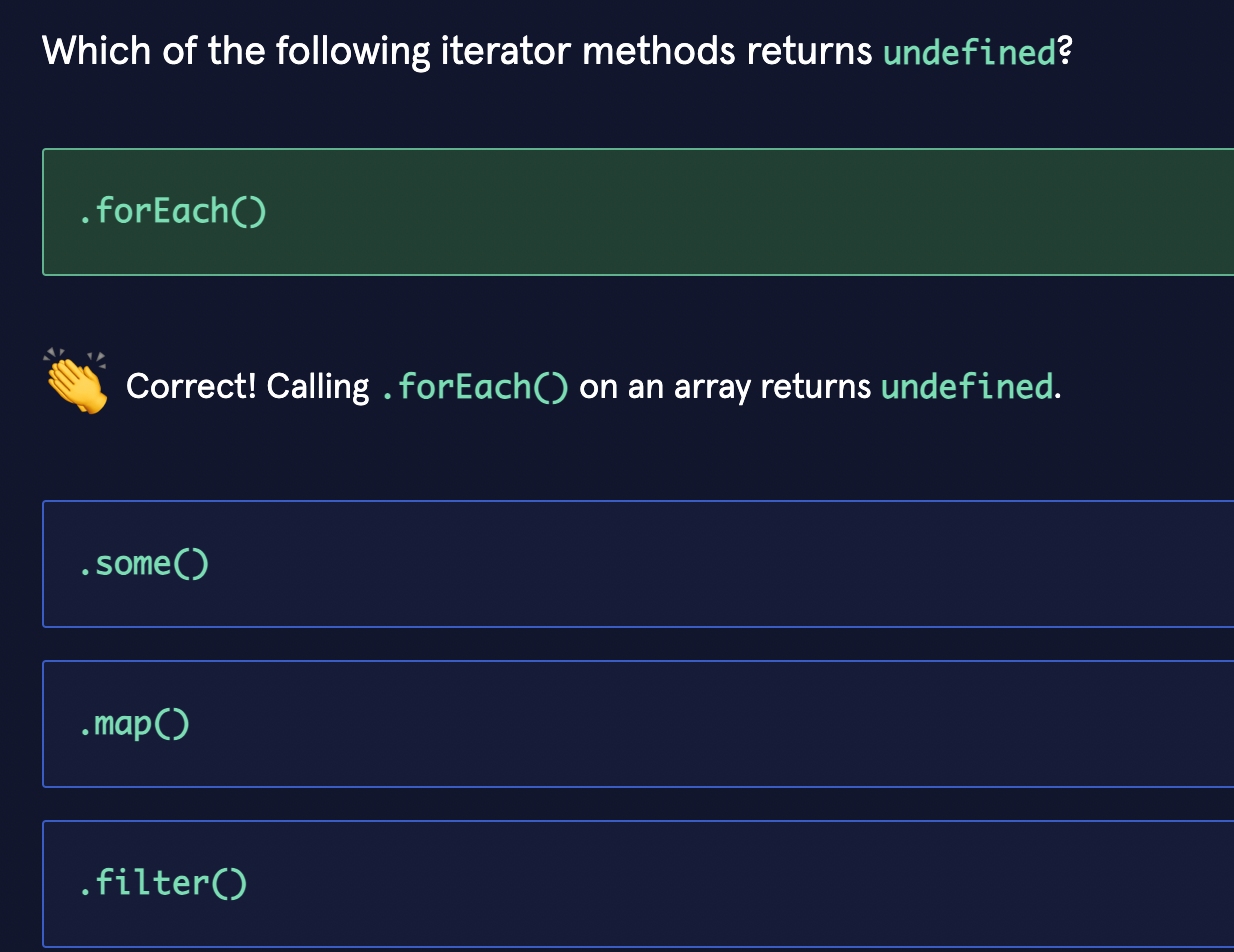 Which of the following iterator methods returns undefined?
.forEach()
Correct! Calling .forEach() on an array returns undefined.
.some()
.map()
.filter()